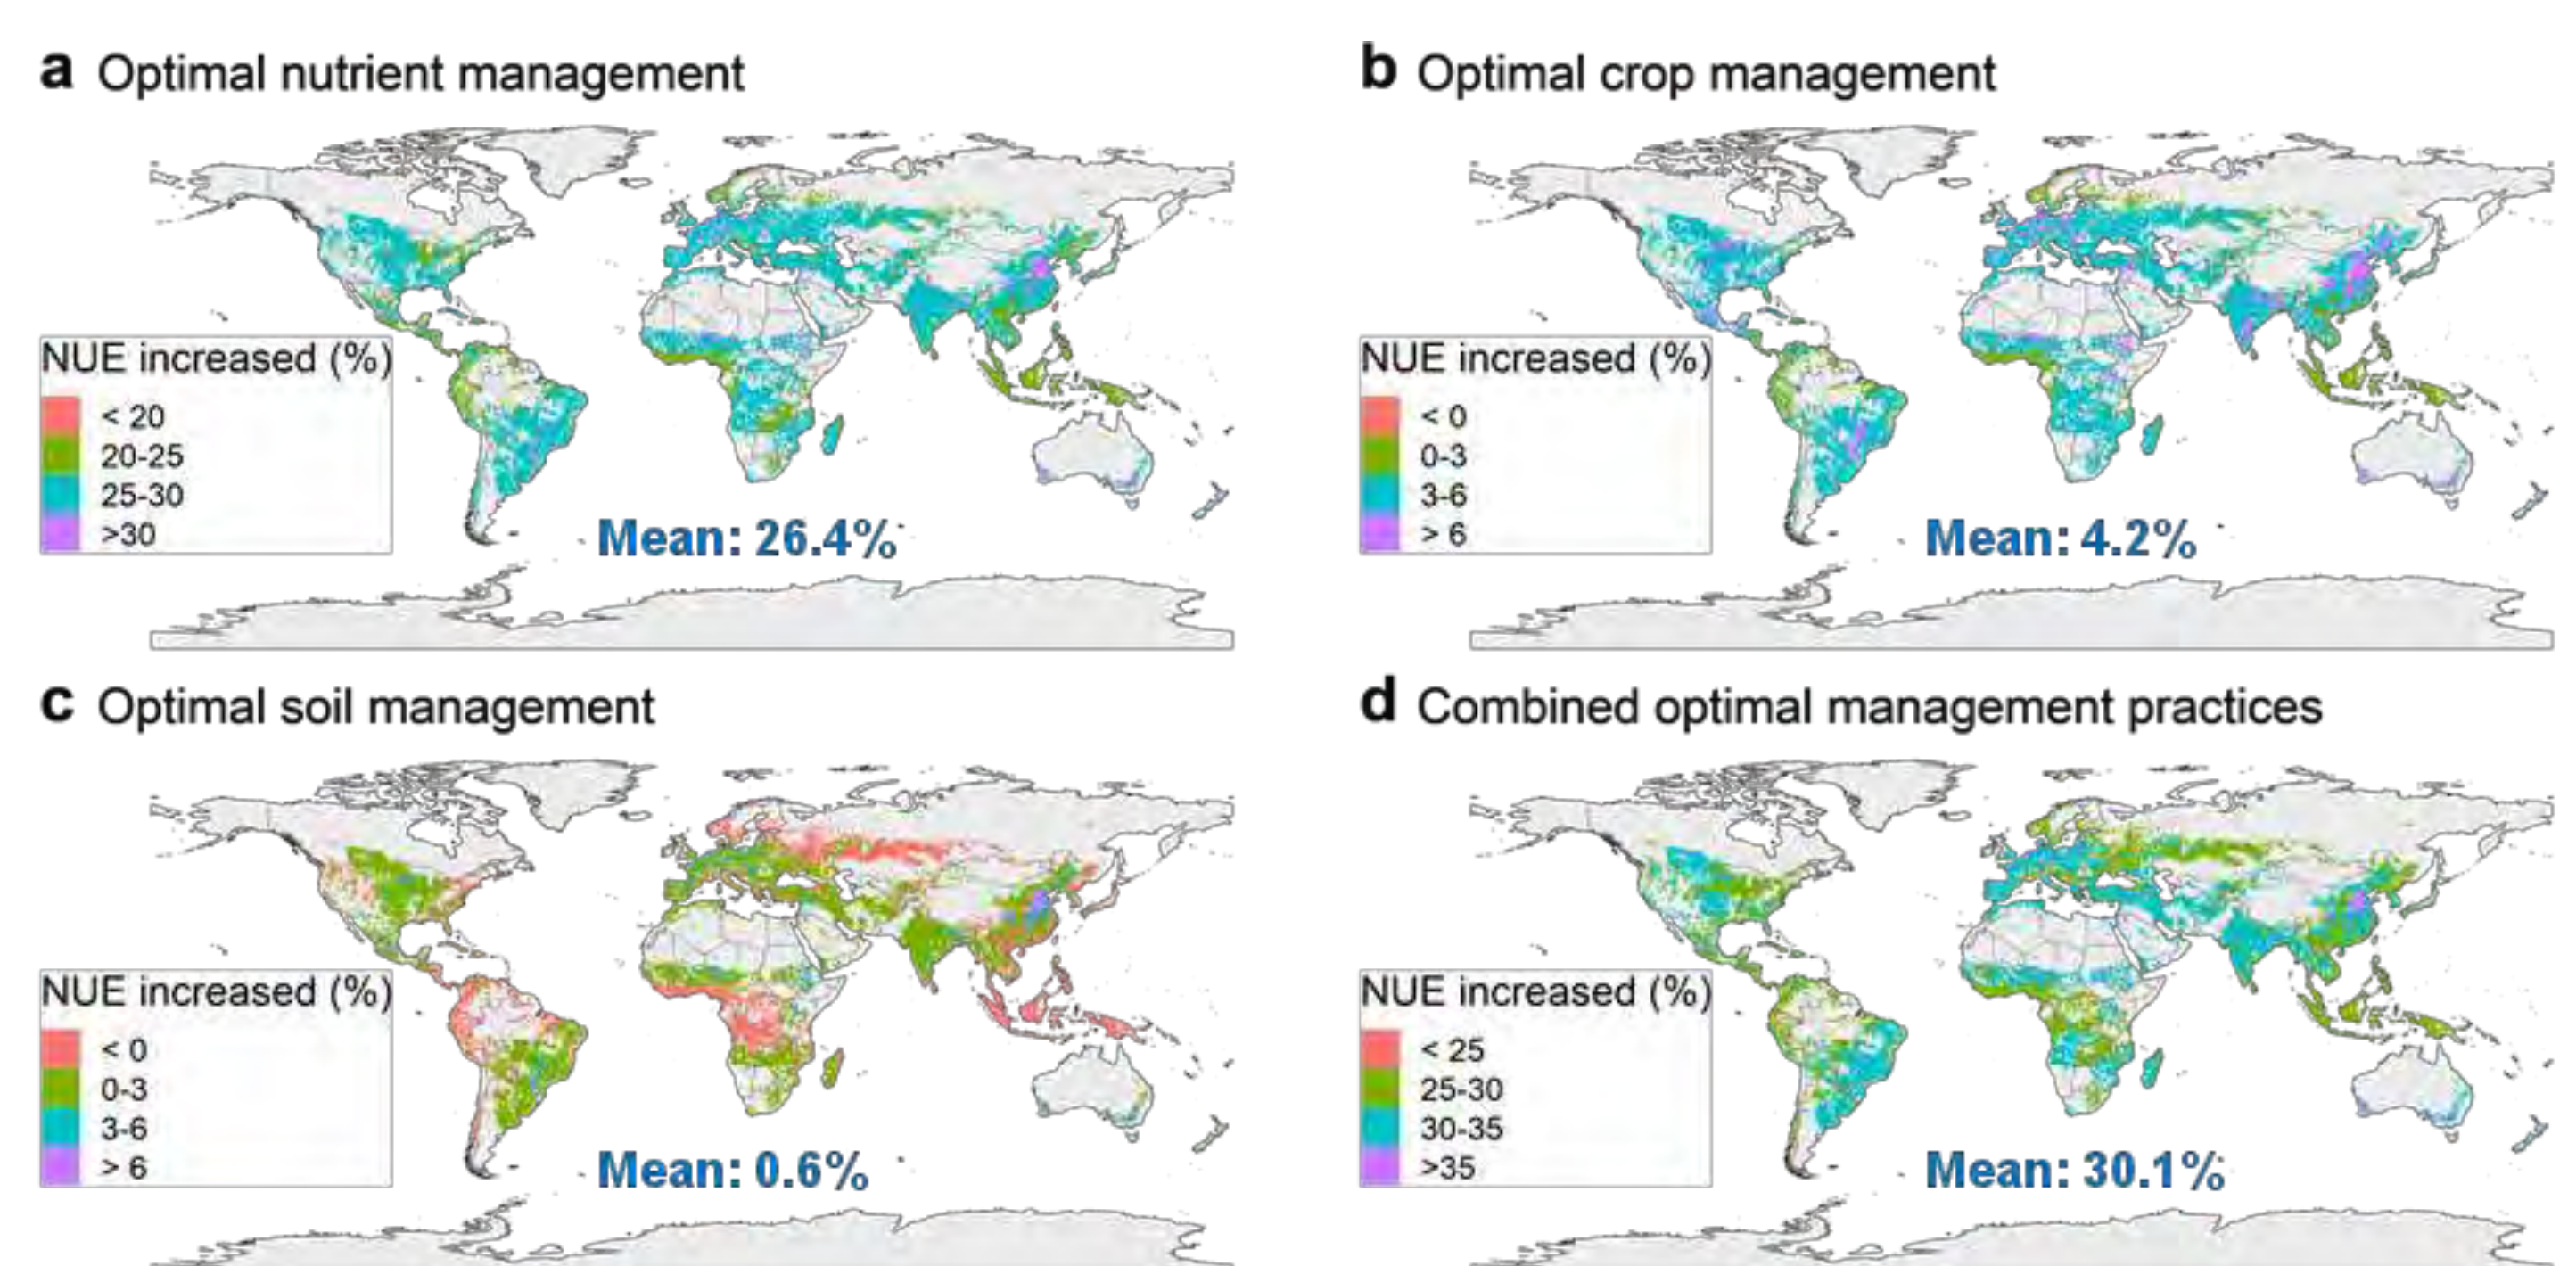 a Optimal nutrient management
NUE increased (%)
< 20
20-25
25-30
>30
Mean: 26.4%
b Optimal crop management
NUE increased (%)
< 0
0-3
3-6
> 6
Mean: 4.2%
c Optimal soil management
NUE increased (%)
< 0
0-3
3-6
> 6
Mean: 0.6%
d Combined optimal management practices
NUE increased (%)
< 25
25-30
30-35
>35
Mean: 30.1%